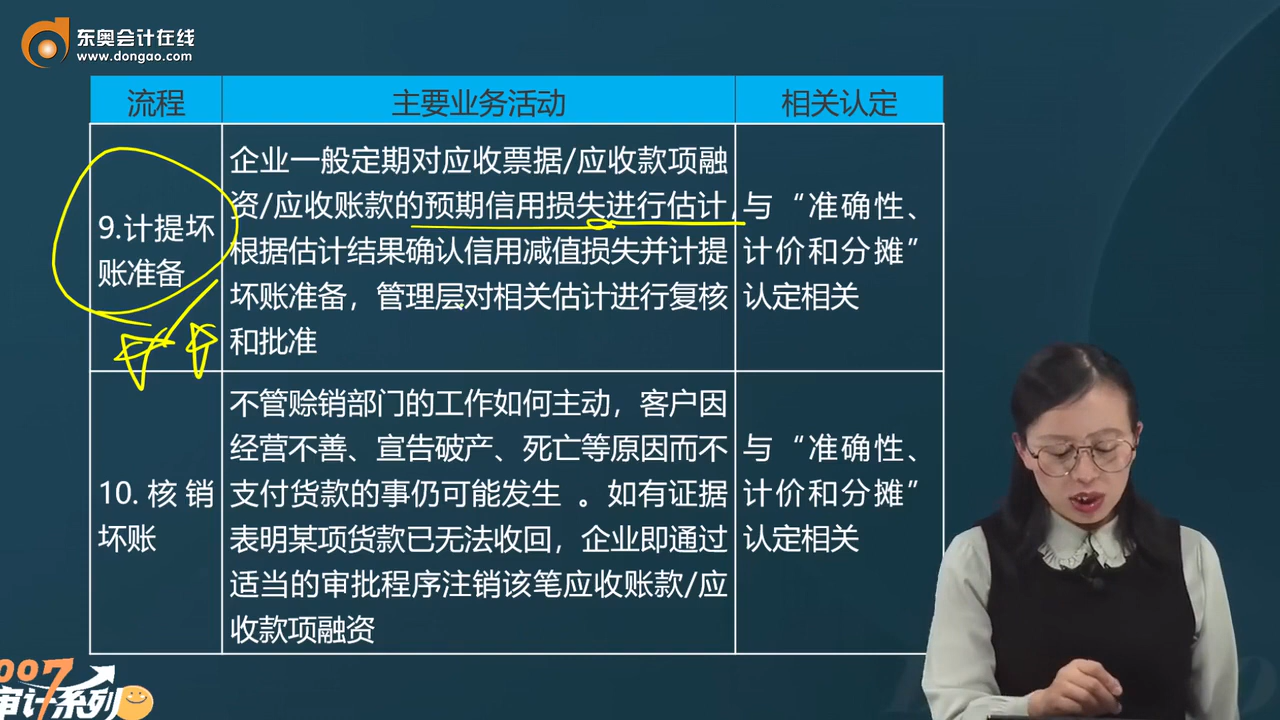 东奥会计在线
www.dongao.com
流程
主要业务活动
相关认定
9.计提坏
账准备
企业一般定期对应收票据/应收款项融
资/应收账款的预期信用损失进行估计,
根据估计结果确认信用减值损失并计提
坏账准备，管理层对相关估计进行复核
和批准
与“准确性、
计价和分摊”
认定相关
10.核销
坏账
不管赊销部门的工作如何主动，客户因
经营不善、宣告破产、死亡等原因而不
支付货款的事仍可能发生 。如有证据
表明某项货款已无法收回，企业即通过
适当的审批程序注销该笔应收账款/应
收款项融资
与“准确性、
计价和分摊”
认定相关
007
审计系列